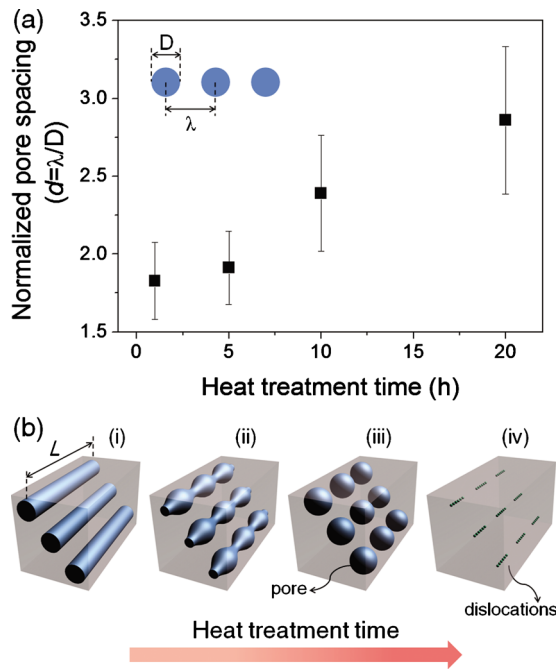 (a)
3.5
3.0
2.5
2.0
1.5
Normalized pore spacing
(d=λ/D)
D
λ
0
5
10
15
20
Heat treatment time (h)
(b)
L
(i)
(ii)
(iii)
(iv)
pore
dislocations
Heat treatment time